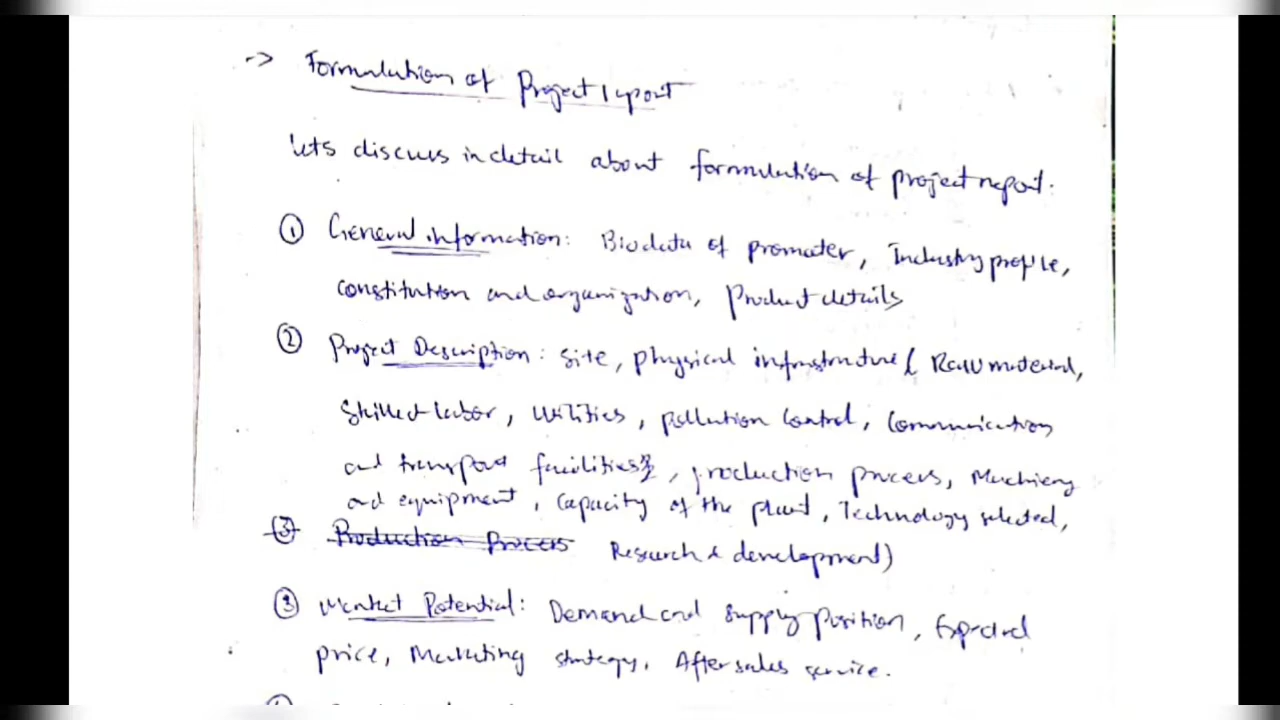 -> Formulation of Project report
lets discuss in detail about formulation of project report.
① General information: Biodata of promoter, Industry profile,
constitution and organization, Product details
② Project Description: Site, physical infrastructure ( Raw material,
Skilled labor, utilities, pollution control, Communication
and transport facilities}, production process, Machinery
and equipment, Capacity of the plant, Technology selected,
③ Production Process Research & development)
③ Market Potential: Demand and supply position, Expected
price, Marketing strategy, After sales service.